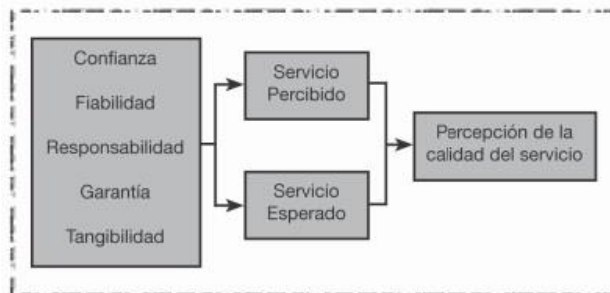 Confianza
Fiabilidad
Responsabilidad
Garantía
Tangibilidad
Servicio
Percibido
Servicio
Esperado
Percepción de la
calidad del servicio